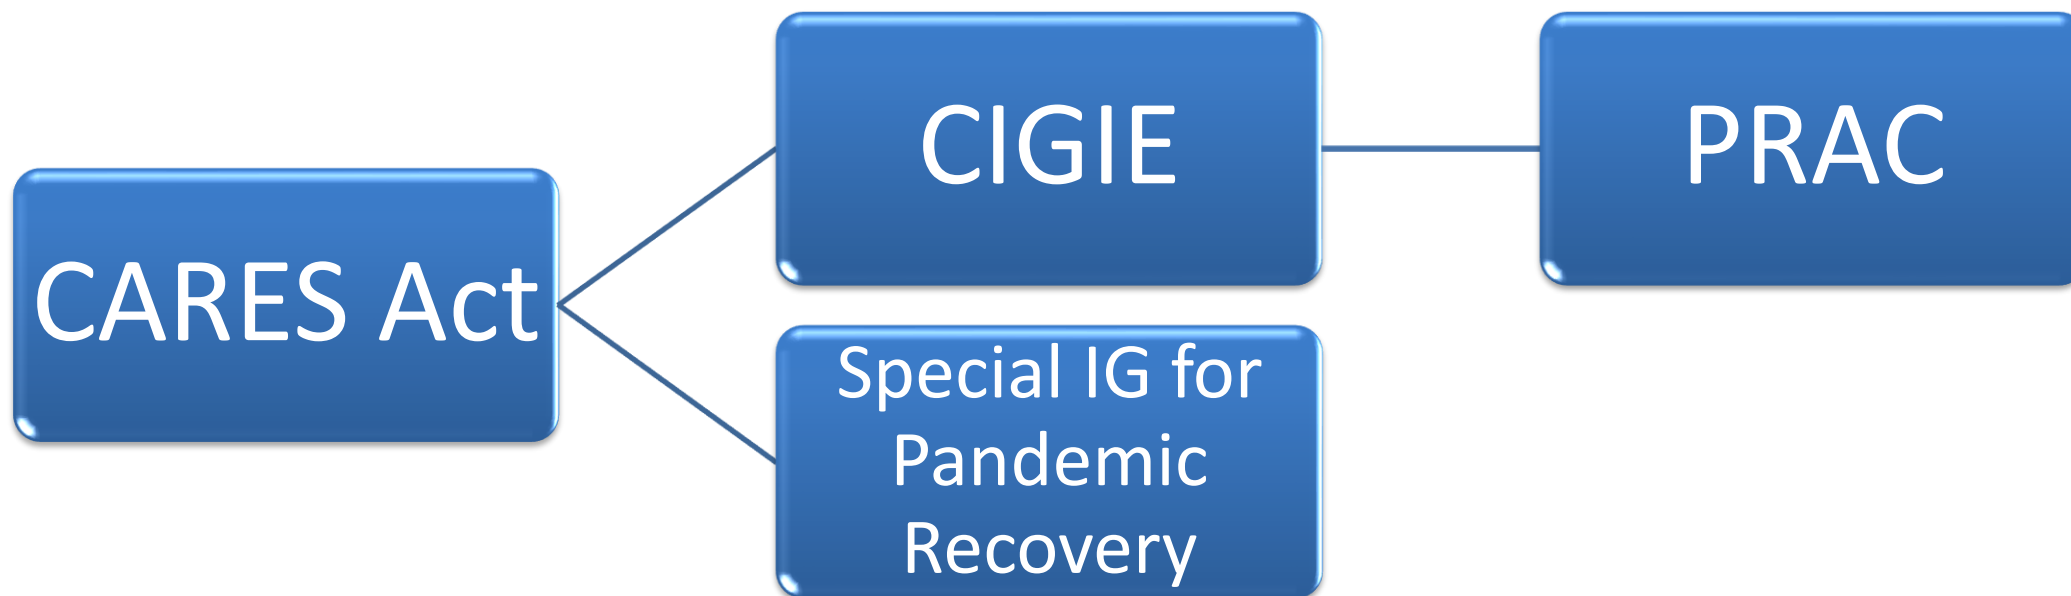 CARES Act
CIGIE
PRAC
Special IG for
Pandemic
Recovery